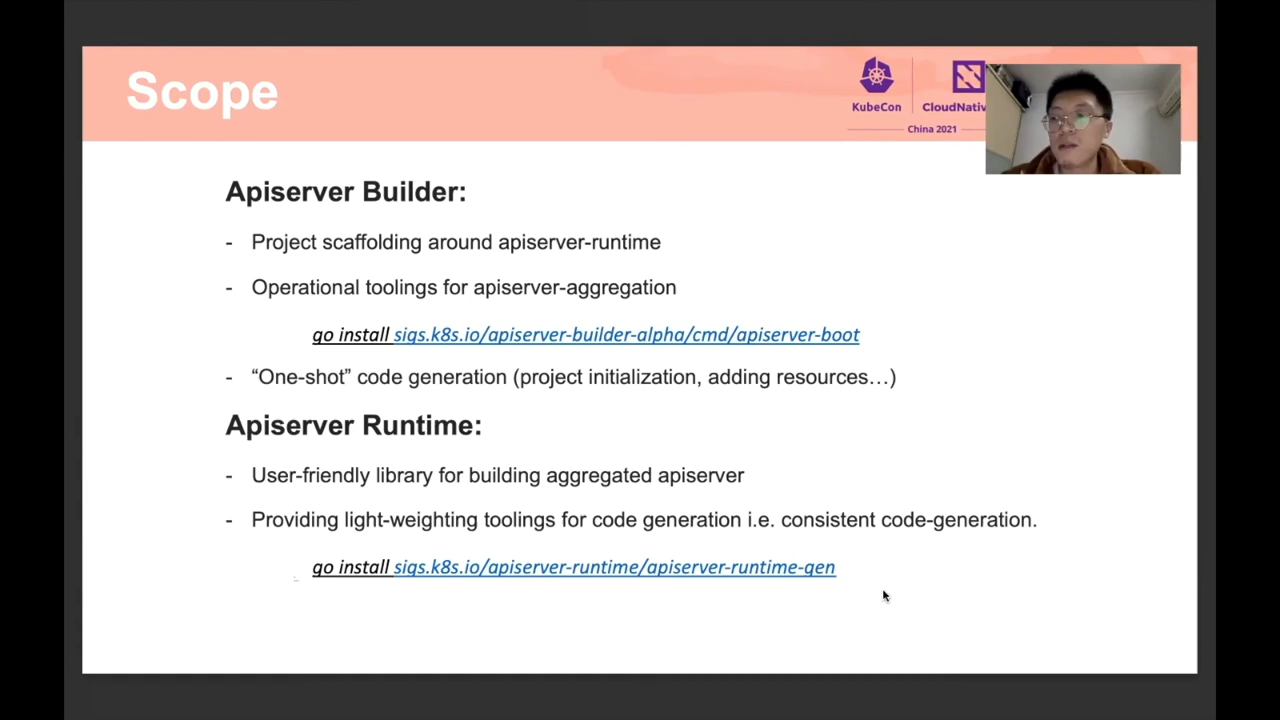 Scope
KubeCon
CloudNativ
China 2021
Apiserver Builder:
- Project scaffolding around apiserver-runtime
- Operational toolings for apiserver-aggregation
go install sigs.k8s.io/apiserver-builder-alpha/cmd/apiserver-boot
- “One-shot” code generation (project initialization, adding resources…)
Apiserver Runtime:
- User-friendly library for building aggregated apiserver
- Providing light-weighting toolings for code generation i.e. consistent code-generation.
go install sigs.k8s.io/apiserver-runtime/apiserver-runtime-gen